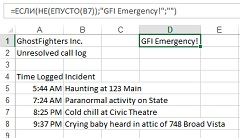 =ЕСЛИ(НЕ(ЕПУСТО(B7));"GFI Emergency!";"")
A B C D E
1 GhostFighters Inc. GFI Emergency!
2 Unresolved call log
3
4 Time Logged Incident
5 5:44 AM Haunting at 123 Main
6 7:24 AM Paranormal activity on State
7 8:25 PM Cold chill at Civic Theatre
8 9:37 PM Crying baby heard in attic of 748 Broad Vista